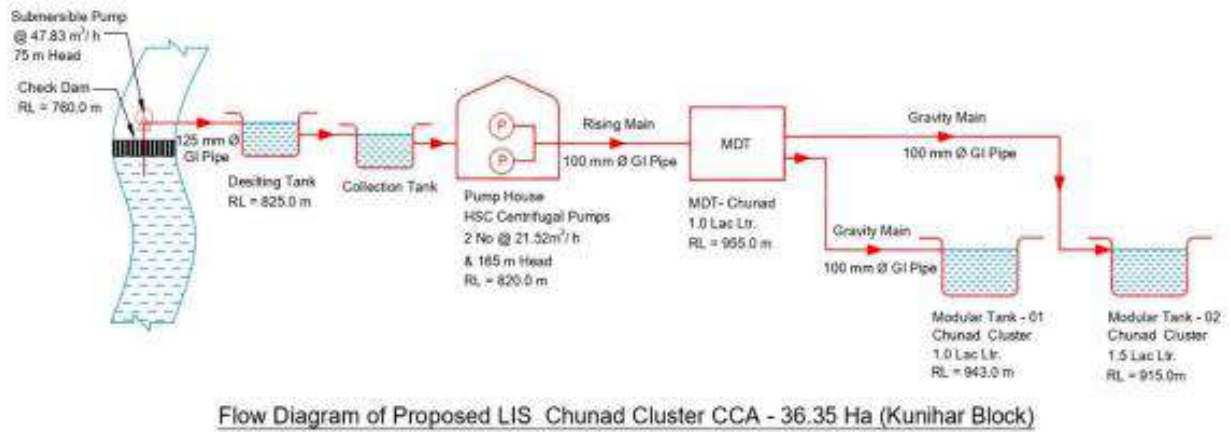 Submersible Pump
@ 47.83 m³/ h
75 m Head
Check Dam
RL = 760.0 m
125 mm Ø
GI Pipe
Desilting Tank
RL = 825.0 m
Collection Tank
P
P
Pump House
HSC Centrifugal Pumps
2 No @ 21.52m³/ h
& 165 m Head
RL = 820.0 m
Rising Main
100 mm Ø GI Pipe
MDT
MDT- Chunad
1.0 Lac Ltr.
RL = 955.0 m
Gravity Main
100 mm Ø GI Pipe
Gravity Main
100 mm Ø GI Pipe
Modular Tank - 01
Chunad Cluster
1.0 Lac Ltr.
RL = 943.0 m
Modular Tank - 02
Chunad Cluster
1.5 Lac Ltr.
RL = 915.0m
Flow Diagram of Proposed LIS Chunad Cluster CCA - 36.35 Ha (Kunihar Block)